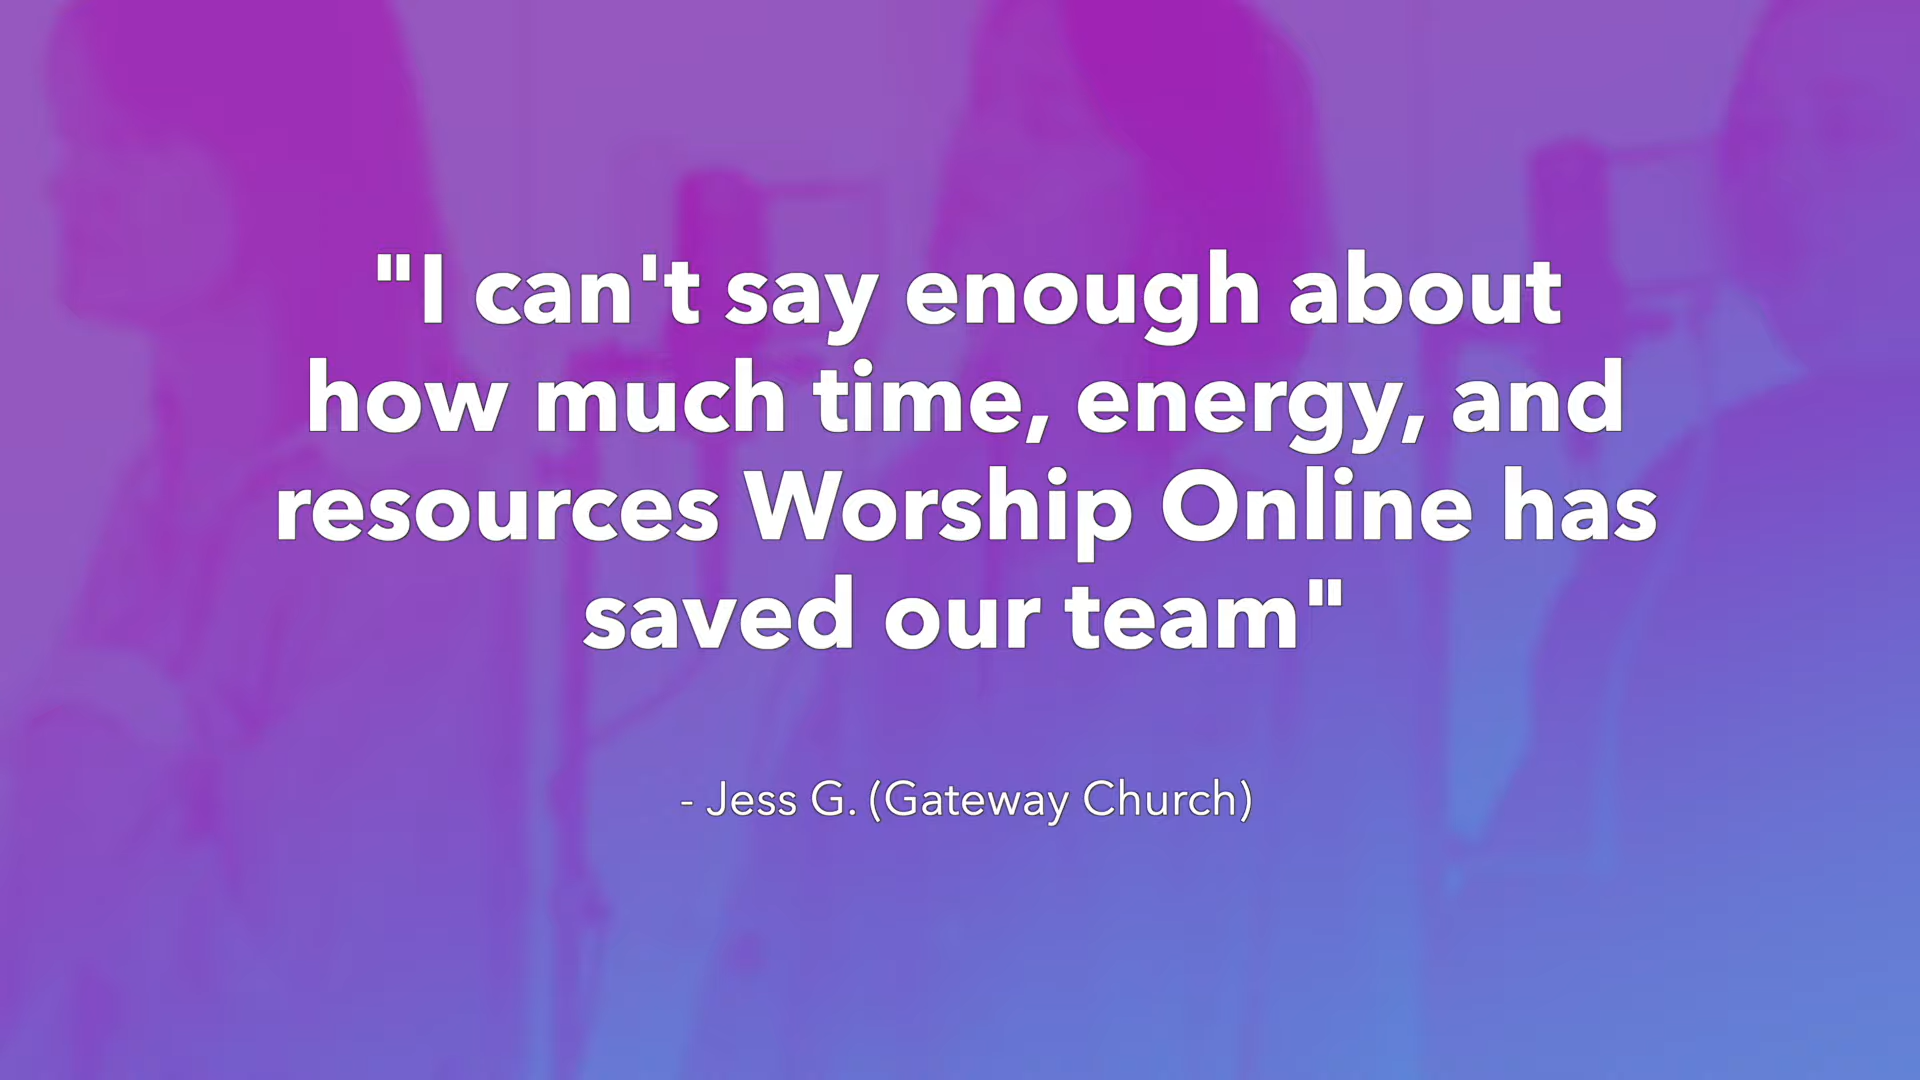 "I can't say enough about
how much time, energy, and
resources Worship Online has
saved our team"
- Jess G. (Gateway Church)